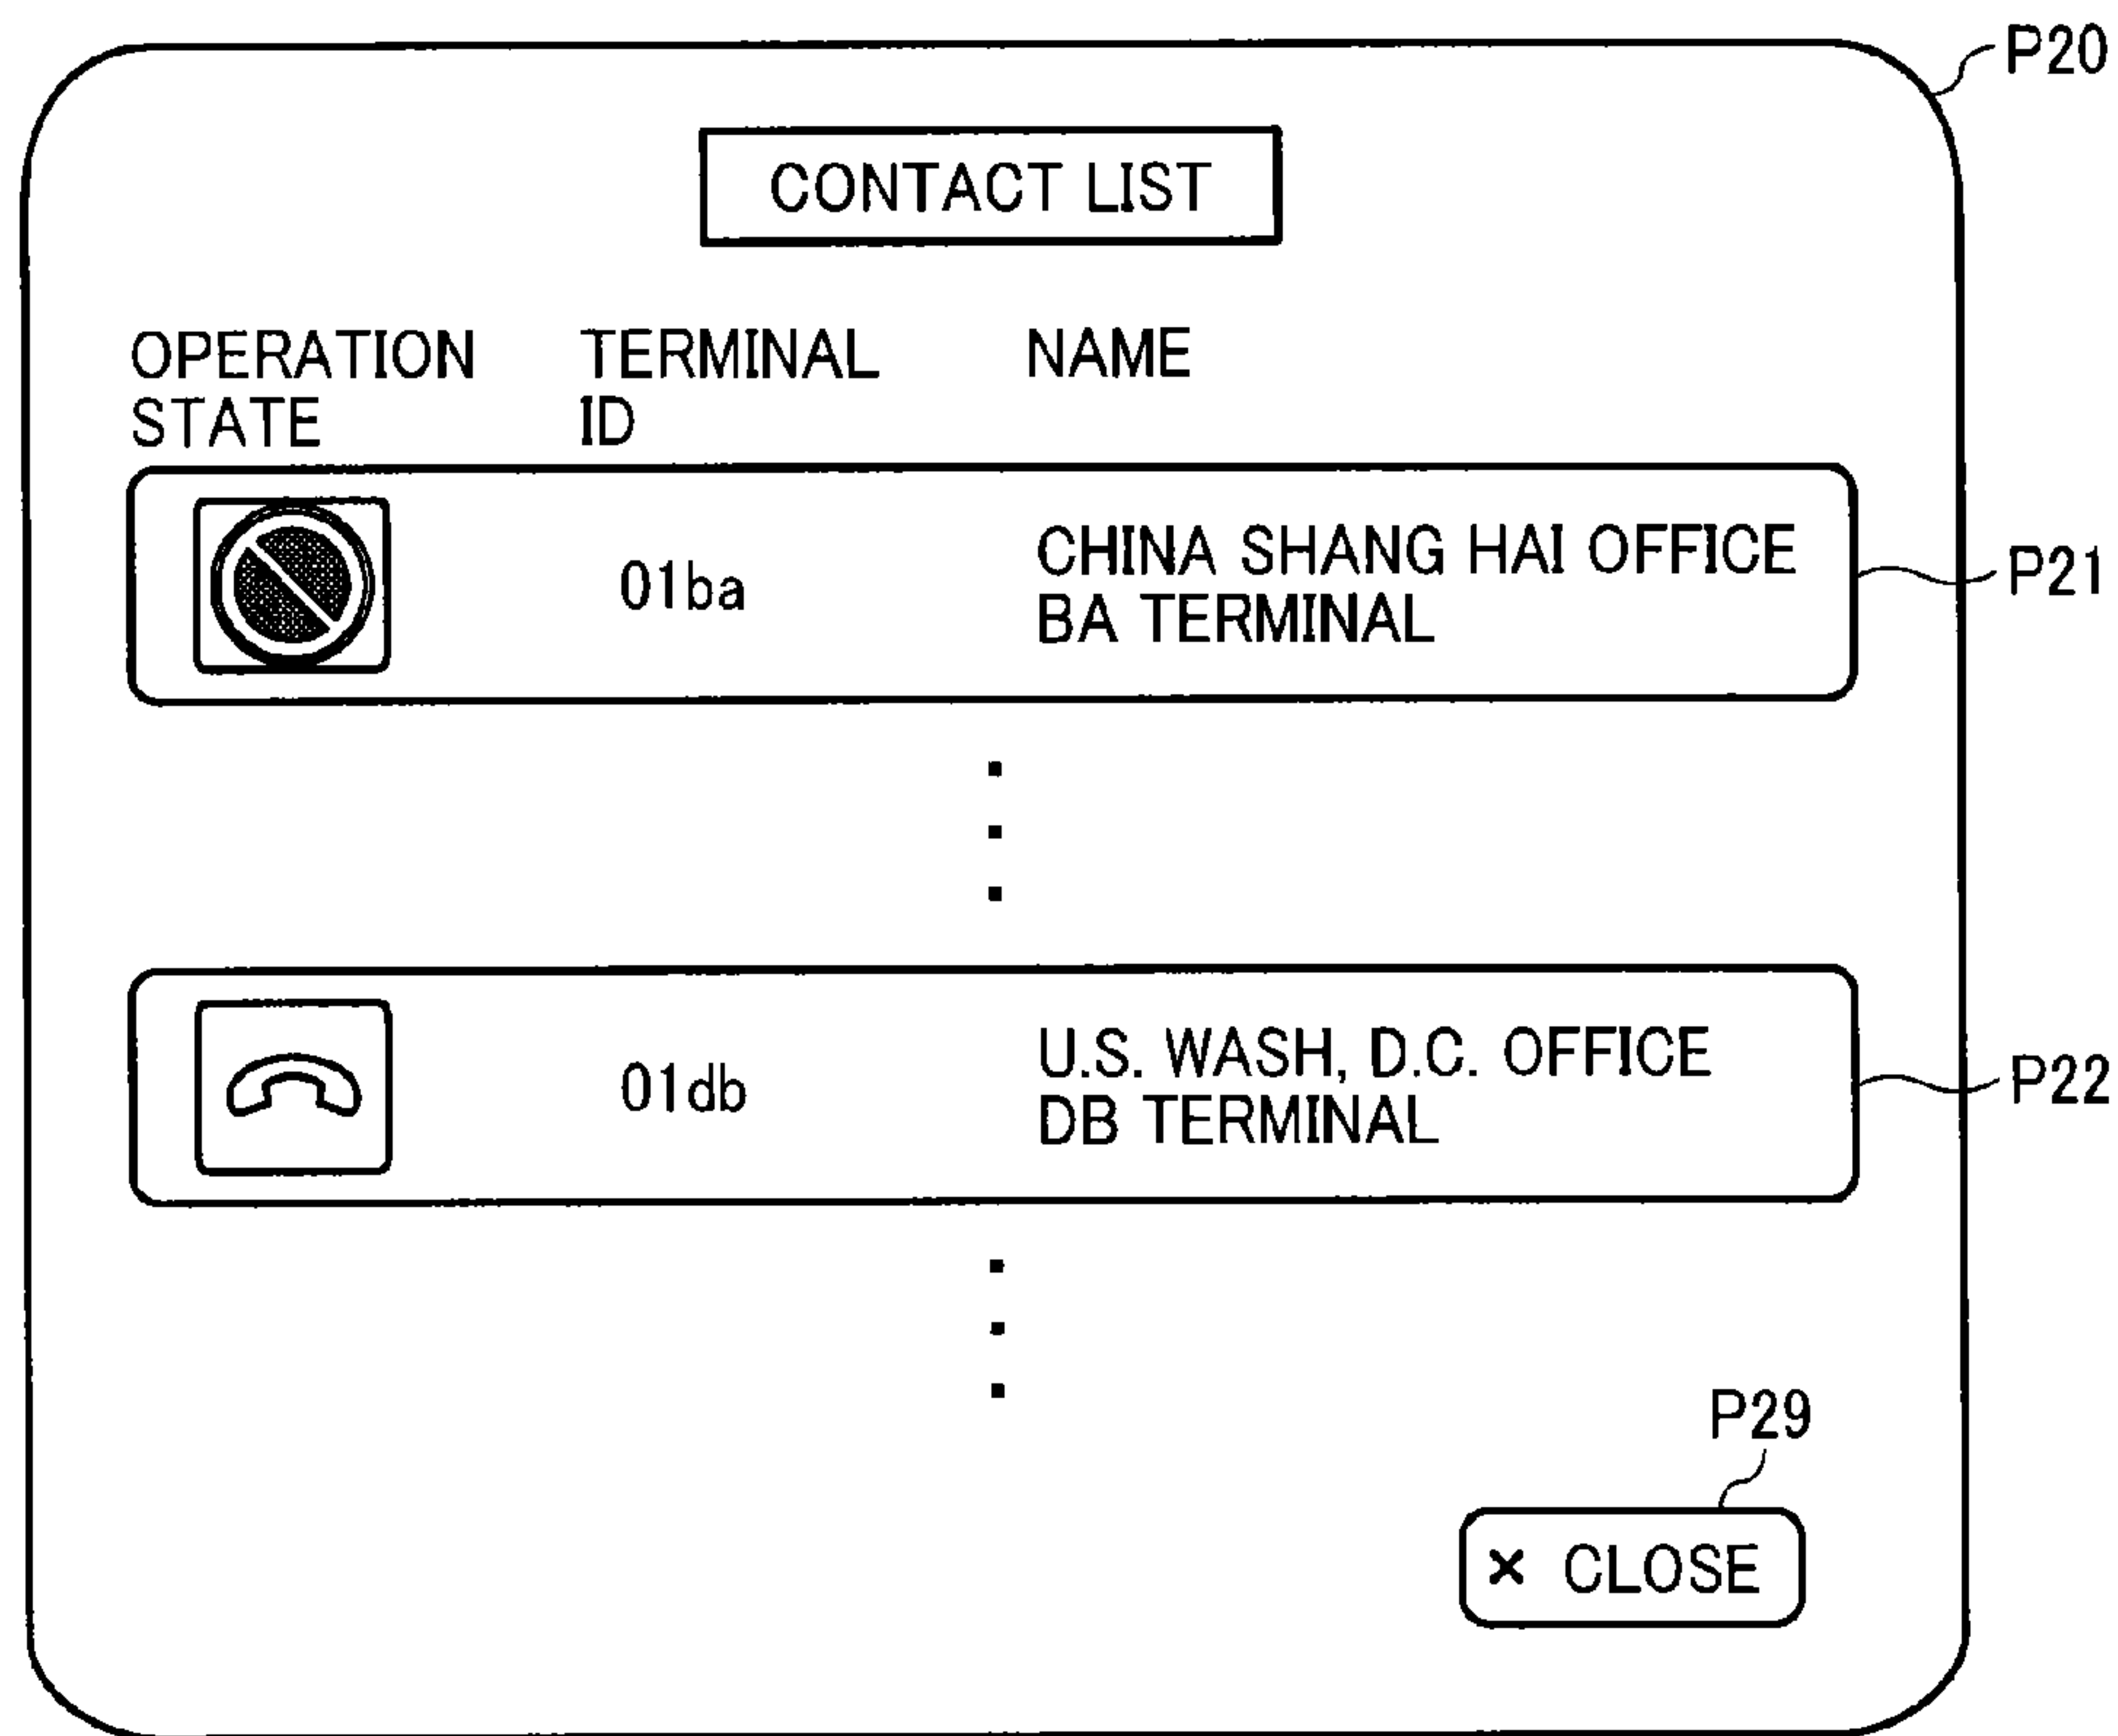 P20
CONTACT LIST
OPERATION STATE
TERMINAL ID
NAME
01ba
CHINA SHANG HAI OFFICE
BA TERMINAL
P21
01db
U.S. WASH, D.C. OFFICE
DB TERMINAL
P22
P29
× CLOSE